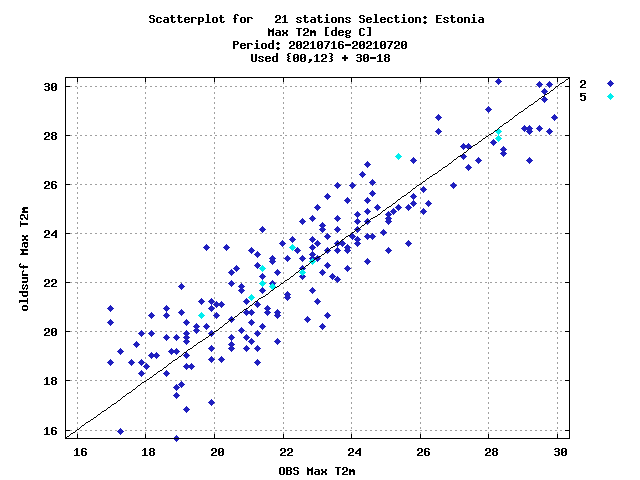 Scatterplot for   21 stations Selection: Estonia
Max T2m [deg C]
Period: 20210716-20210720
Used {00,12} + 30-18
2
5
30
28
26
24
22
20
18
16
oldsurf Max T2m
16 18 20 22 24 26 28 30
OBS Max T2m